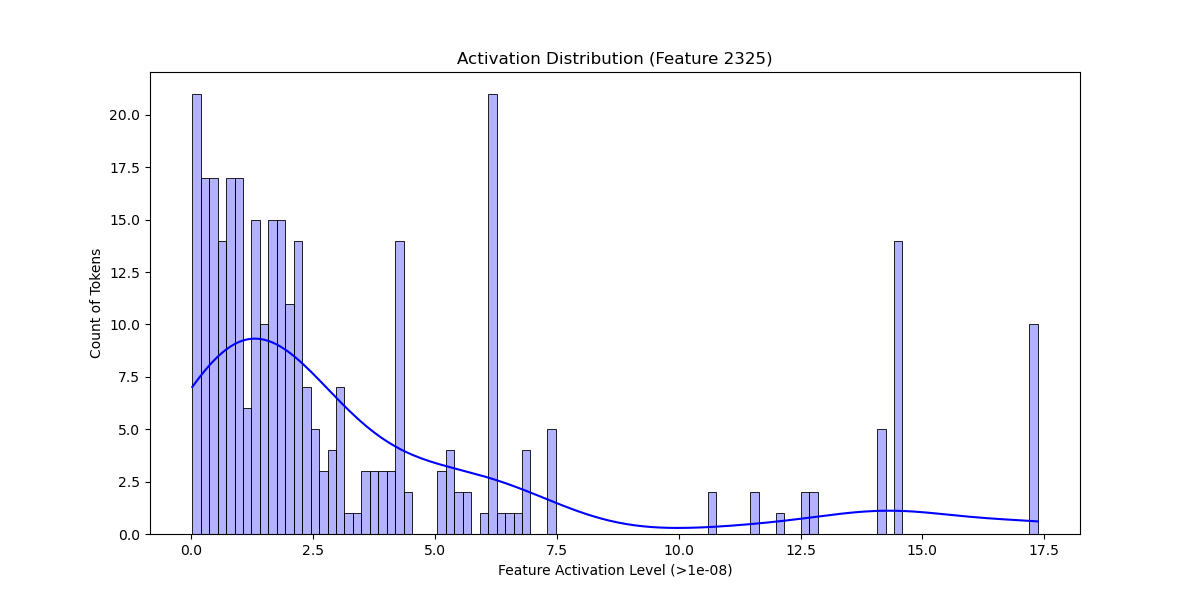 Activation Distribution (Feature 2325)
Count of Tokens
20.0
17.5
15.0
12.5
10.0
7.5
5.0
2.5
0.0
0.0 2.5 5.0 7.5 10.0 12.5 15.0 17.5
Feature Activation Level (>1e-08)